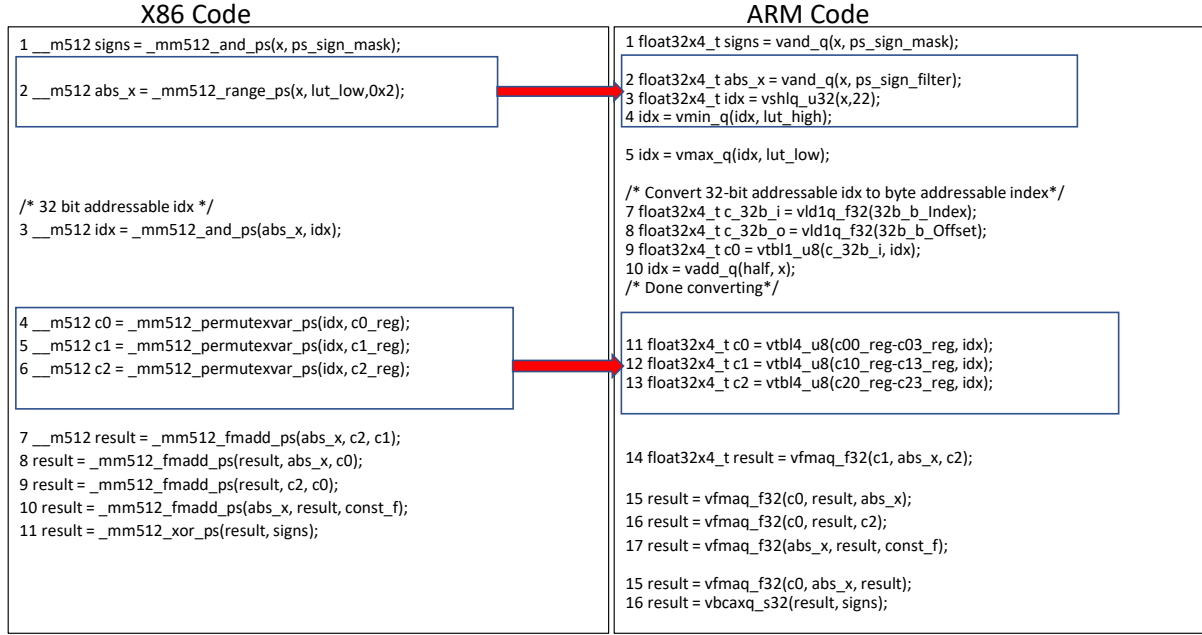 X86 Code
1 __m512 signs = _mm512_and_ps(x, ps_sign_mask);
2 __m512 abs_x = _mm512_range_ps(x, lut_low,0x2);
/* 32 bit addressable idx */
3 __m512 idx = _mm512_and_ps(abs_x, idx);
4 __m512 c0 = _mm512_permutexvar_ps(idx, c0_reg);
5 __m512 c1 = _mm512_permutexvar_ps(idx, c1_reg);
6 __m512 c2 = _mm512_permutexvar_ps(idx, c2_reg);
7 __m512 result = _mm512_fmadd_ps(abs_x, c2, c1);
8 result = _mm512_fmadd_ps(result, abs_x, c0);
9 result = _mm512_fmadd_ps(result, c2, c0);
10 result = _mm512_fmadd_ps(abs_x, result, const_f);
11 result = _mm512_xor_ps(result, signs);
ARM Code
1 float32x4_t signs = vand_q(x, ps_sign_mask);
2 float32x4_t abs_x = vand_q(x, ps_sign_filter);
3 float32x4_t idx = vshlq_u32(x,22);
4 idx = vmin_q(idx, lut_high);
5 idx = vmax_q(idx, lut_low);
/* Convert 32-bit addressable idx to byte addressable index*/
7 float32x4_t c_32b_i = vld1q_f32(32b_b_Index);
8 float32x4_t c_32b_o = vld1q_f32(32b_b_Offset);
9 float32x4_t c0 = vtbl1_u8(c_32b_i, idx);
10 idx = vadd_q(half, x);
/* Done converting*/
11 float32x4_t c0 = vtbl4_u8(c00_reg-c03_reg, idx);
12 float32x4_t c1 = vtbl4_u8(c10_reg-c13_reg, idx);
13 float32x4_t c2 = vtbl4_u8(c20_reg-c23_reg, idx);
14 float32x4_t result = vfmaq_f32(c1, abs_x, c2);
15 result = vfmaq_f32(c0, result, abs_x);
16 result = vfmaq_f32(c0, result, c2);
17 result = vfmaq_f32(abs_x, result, const_f);
15 result = vfmaq_f32(c0, abs_x, result);
16 result = vbcaxq_s32(result, signs);